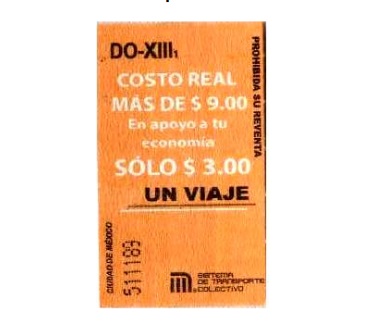 DO-XIII1
COSTO REAL
MÁS DE $ 9.00
En apoyo a tu
economía
SÓLO $ 3.00
UN VIAJE
PROHIBIDA SU REVENTA
CIUDAD DE MÉXICO
511189
SISTEMA
DE TRANSPORTE
COLECTIVO